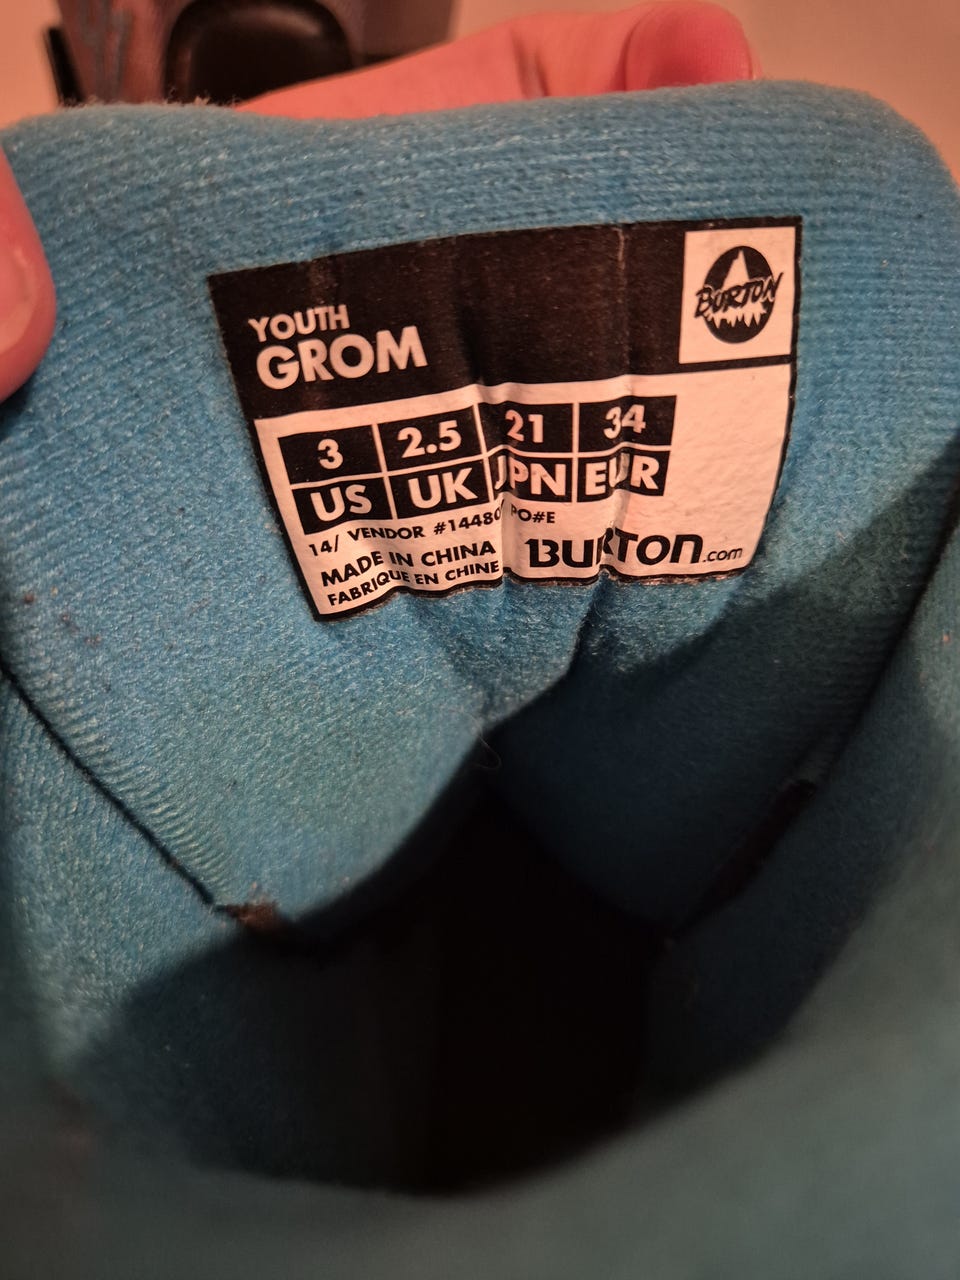 YOUTH
GROM
BURTON
3 2.5 21 34
US UK JPN EUR
14/ VENDOR #14480 PO#E
MADE IN CHINA
FABRIQUE EN CHINE
BURTON.com